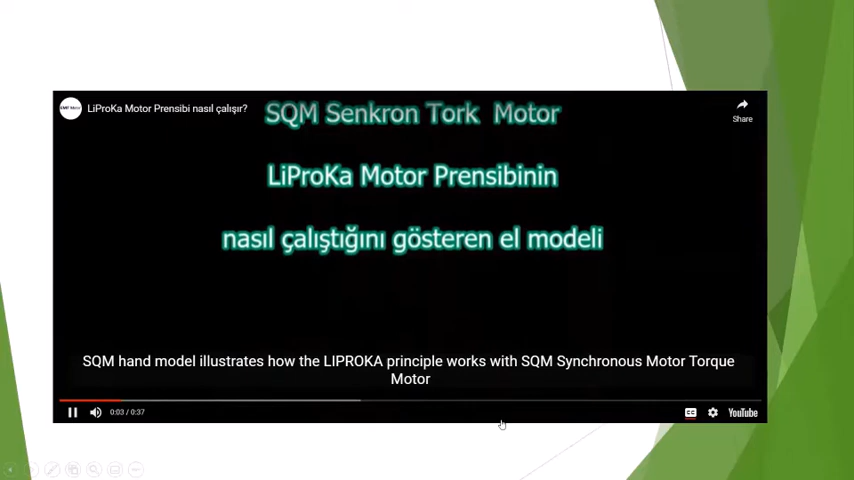 LiProKa Motor Prensibi nasıl çalışır?
SQM Senkron Tork Motor
Share
LiProKa Motor Prensibinin
nasıl çalıştığını gösteren el modeli
SQM hand model illustrates how the LIPROKA principle works with SQM Synchronous Motor Torque
Motor
0:03 / 0:37
CC
YouTube